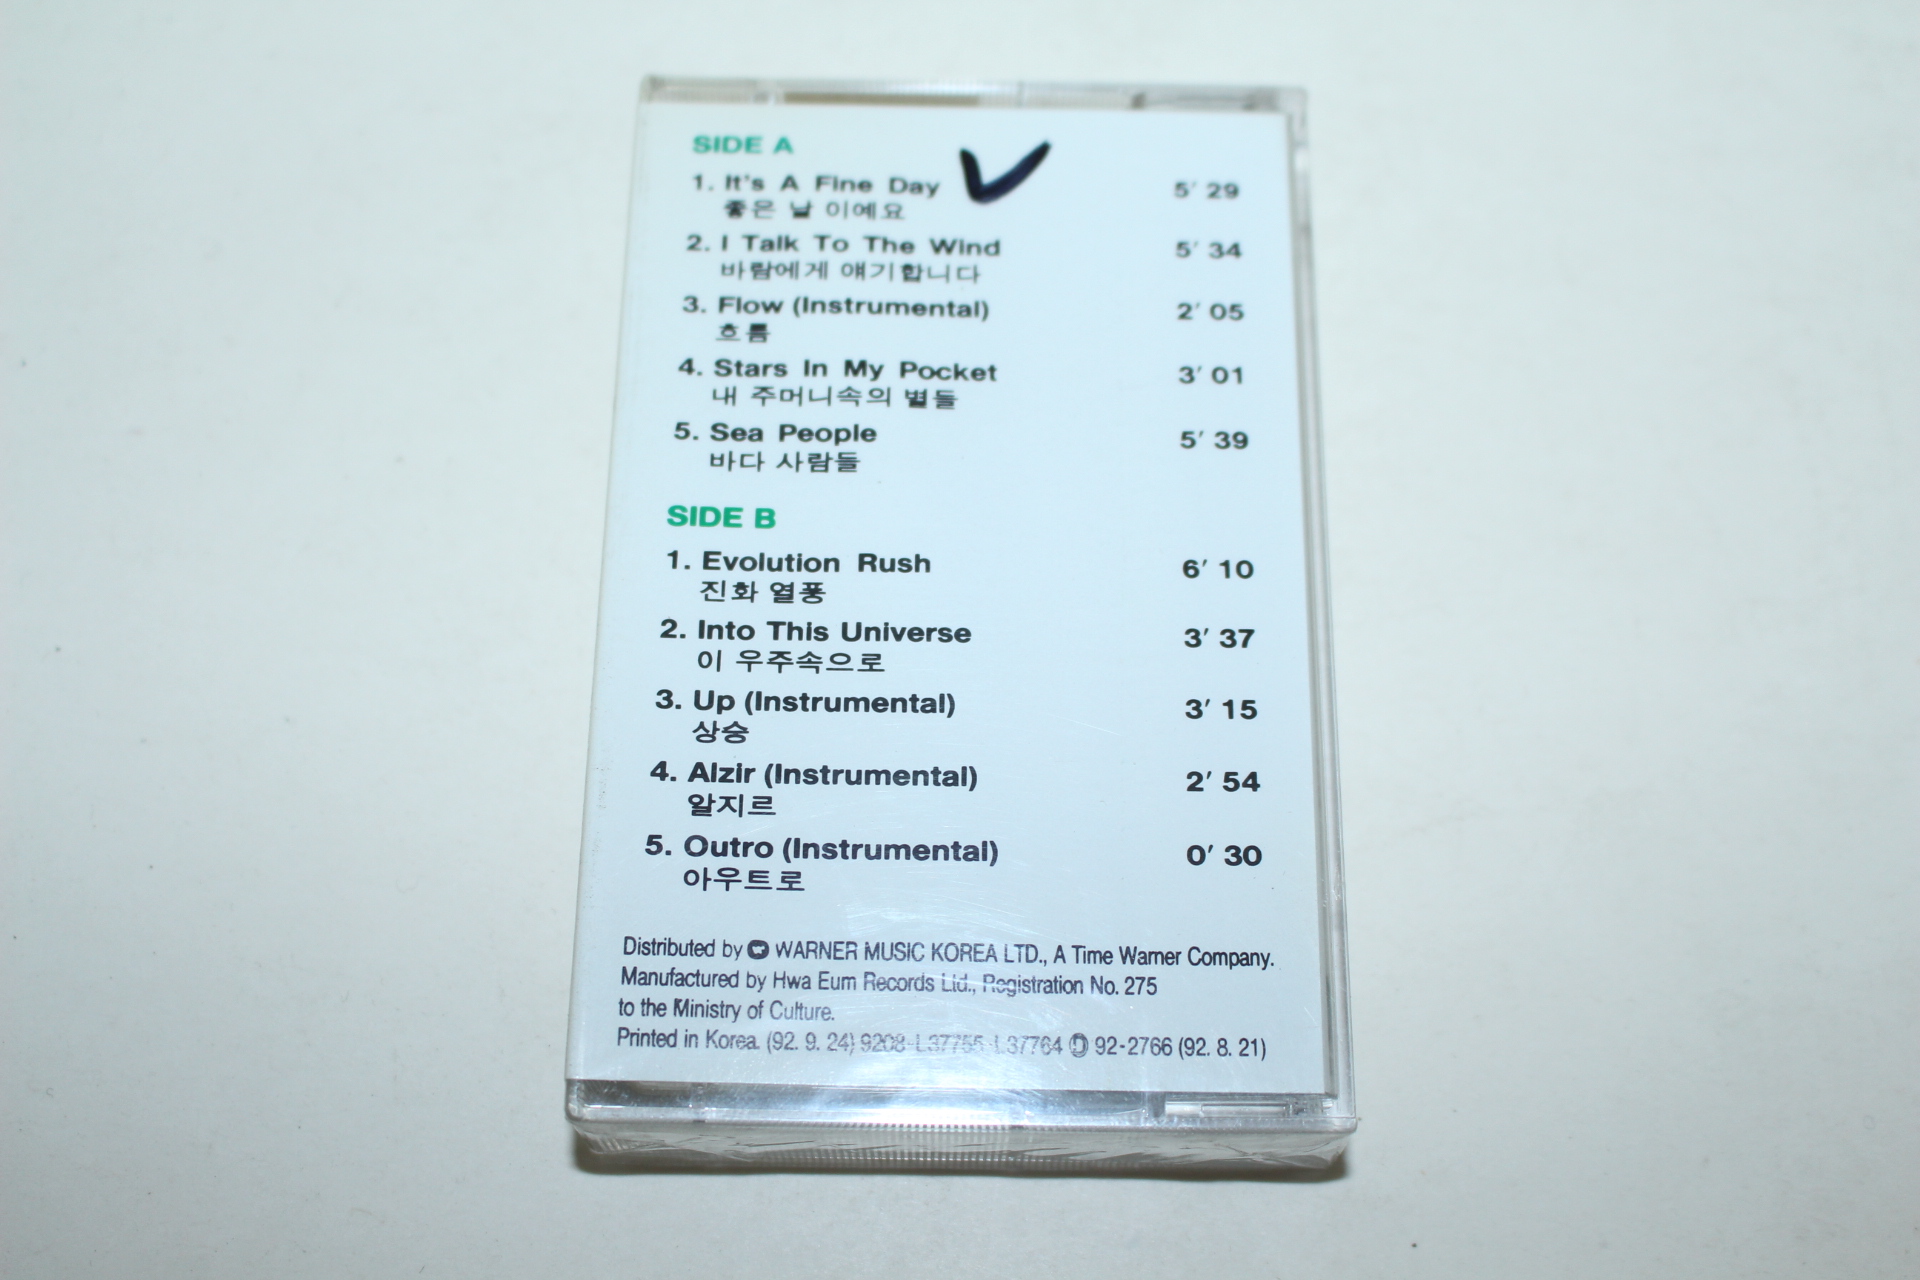 SIDE A
1. It's A Fine Day 5' 29
좋은 날 이예요
2. I Talk To The Wind 5' 34
바람에게 얘기합니다
3. Flow (Instrumental) 2' 05
흐름
4. Stars In My Pocket 3' 01
내 주머니속의 별들
5. Sea People 5' 39
바다 사람들
SIDE B
1. Evolution Rush 6' 10
진화 열풍
2. Into This Universe 3' 37
이 우주속으로
3. Up (Instrumental) 3' 15
상승
4. Alzir (Instrumental) 2' 54
알지르
5. Outro (Instrumental) 0' 30
아우트로
Distributed by WARNER MUSIC KOREA LTD., A Time Warner Company.
Manufactured by Hwa Eum Records Ltd., Registration No. 275
to the Ministry of Culture.
Printed in Korea. (92. 9. 24) 9208-L37764 92-2766 (92. 8. 21)